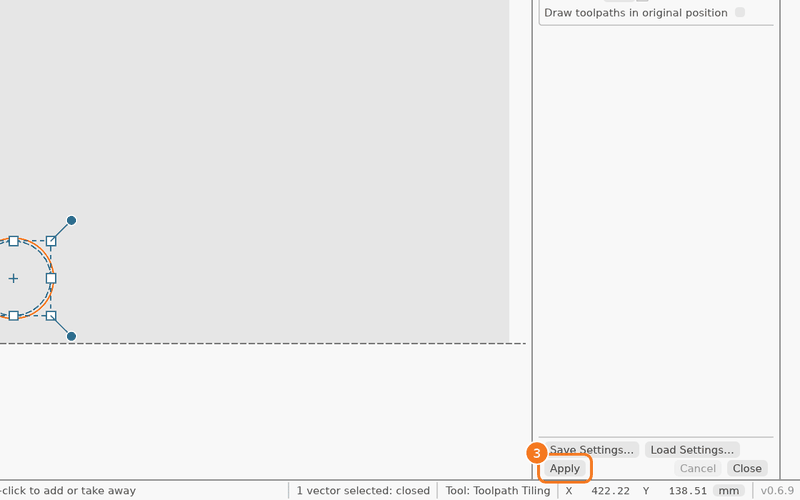 Draw toolpaths in original position
3
Save Settings... Load Settings...
Apply Cancel Close
-click to add or take away 1 vector selected: closed Tool: Toolpath Tiling X 422.22 Y 138.51 mm v0.6.9